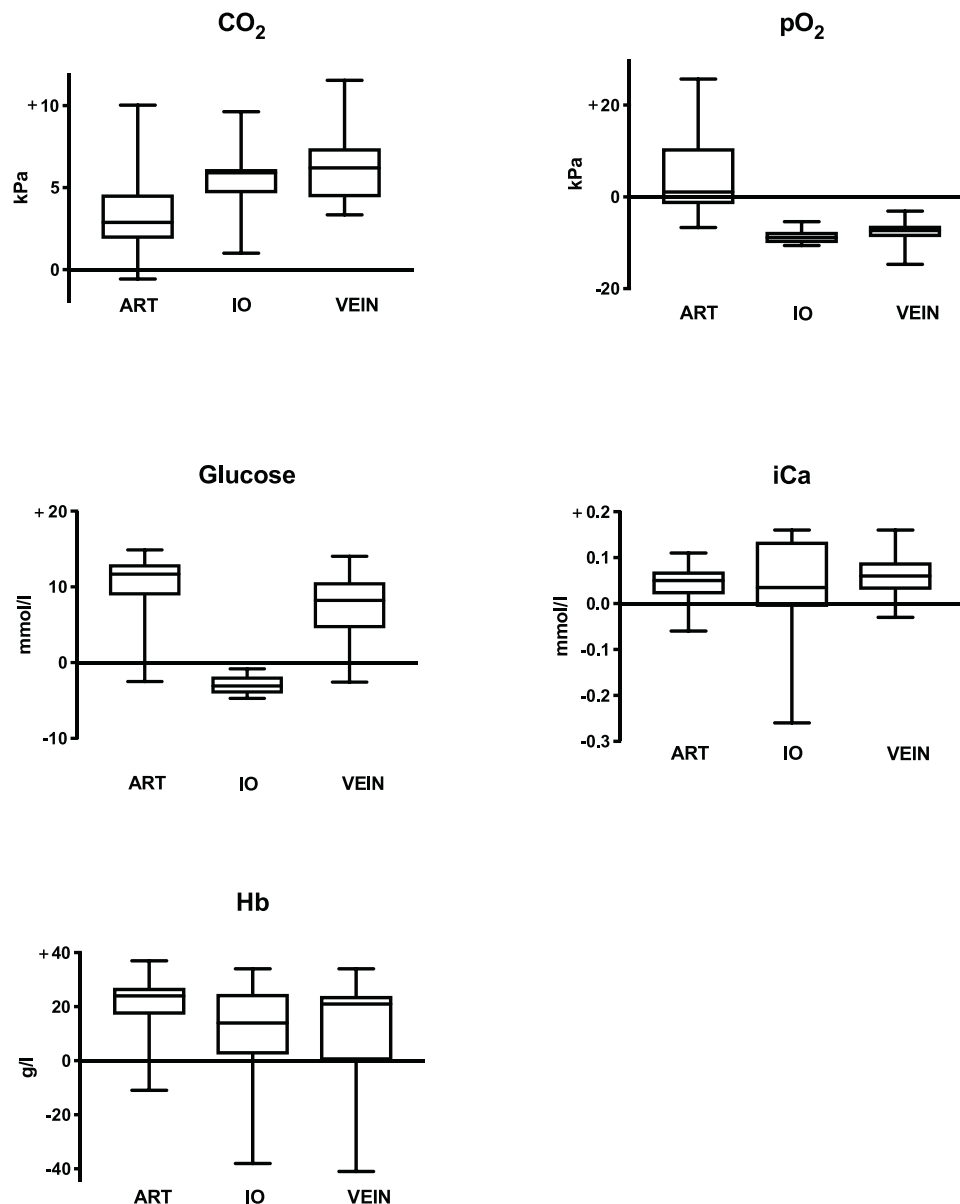 CO2
+10
5
0
kPa
ART IO VEIN
pO2
+20
0
-20
kPa
ART IO VEIN
Glucose
+20
10
0
-10
mmol/l
ART IO VEIN
iCa
+0.2
0.1
0.0
-0.1
-0.2
-0.3
mmol/l
ART IO VEIN
Hb
+40
20
0
-20
-40
g/l
ART IO VEIN